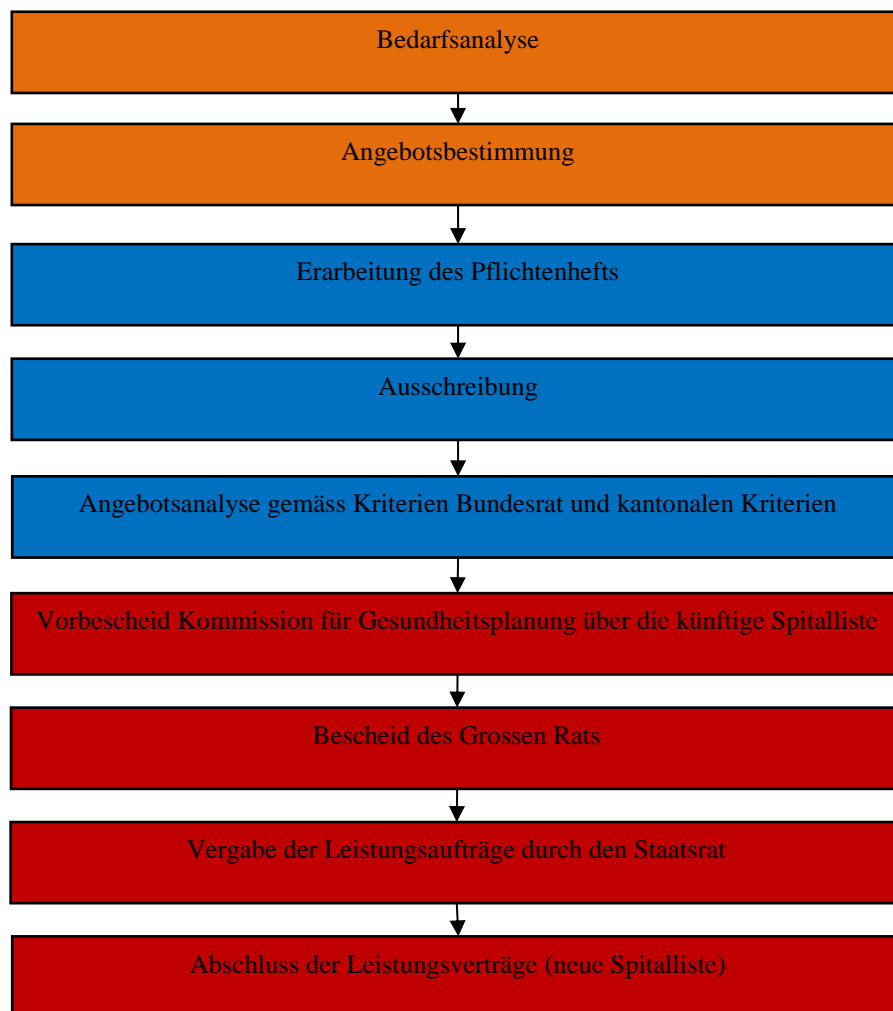 Bedarfsanalyse
Angebotsbestimmung
Erarbeitung des Pflichtenhefts
Ausschreibung
Angebotsanalyse gemäss Kriterien Bundesrat und kantonalen Kriterien
Vorbescheid Kommission für Gesundheitsplanung über die künftige Spitalliste
Bescheid des Grossen Rats
Vergabe der Leistungsaufträge durch den Staatsrat
Abschluss der Leistungsverträge (neue Spitalliste)